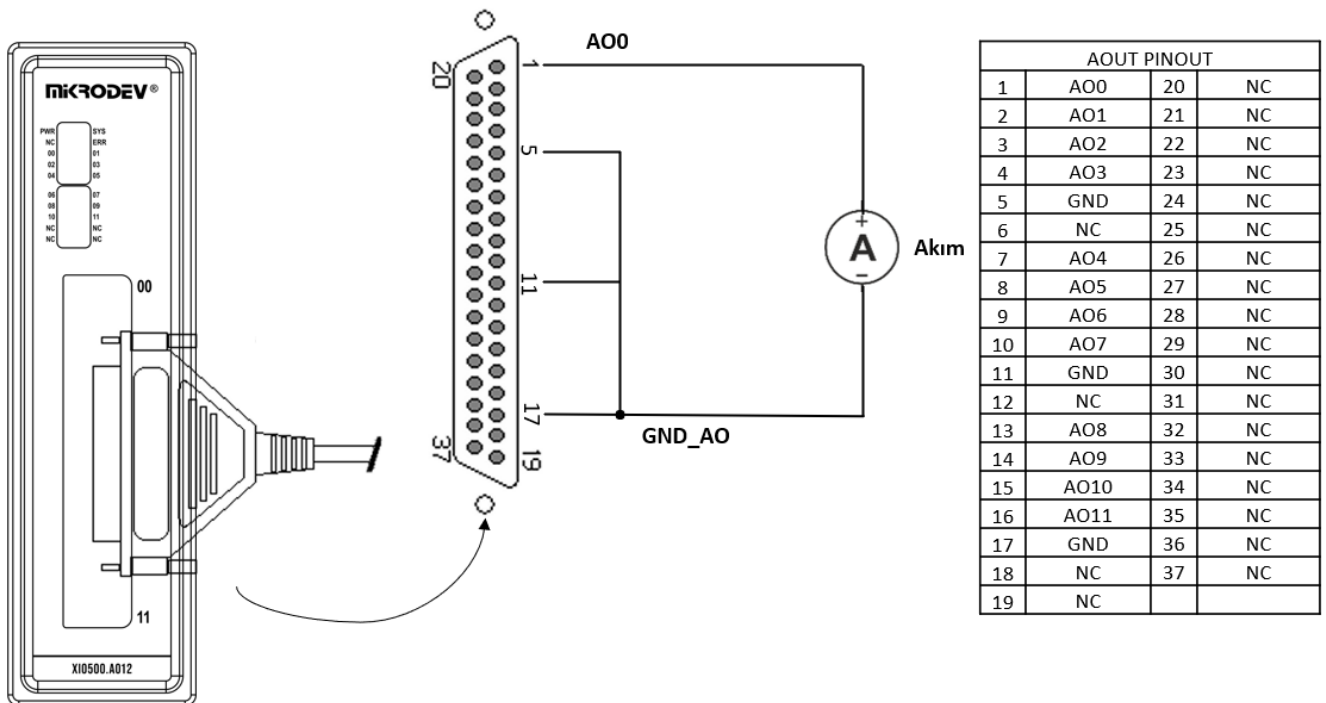 MIKRODEV®
PWR SYS
NC ERR
00 01
02 03
04 05
06 07
08 09
10 11
NC NC
NC NC
00
11
XI0500.A012
AO0
20
1
5
11
17
37
19
GND_AO
+
A
−
Akım
AOUT PINOUT
1 AO0 20 NC
2 AO1 21 NC
3 AO2 22 NC
4 AO3 23 NC
5 GND 24 NC
6 NC 25 NC
7 AO4 26 NC
8 AO5 27 NC
9 AO6 28 NC
10 AO7 29 NC
11 GND 30 NC
12 NC 31 NC
13 AO8 32 NC
14 AO9 33 NC
15 AO10 34 NC
16 AO11 35 NC
17 GND 36 NC
18 NC 37 NC
19 NC